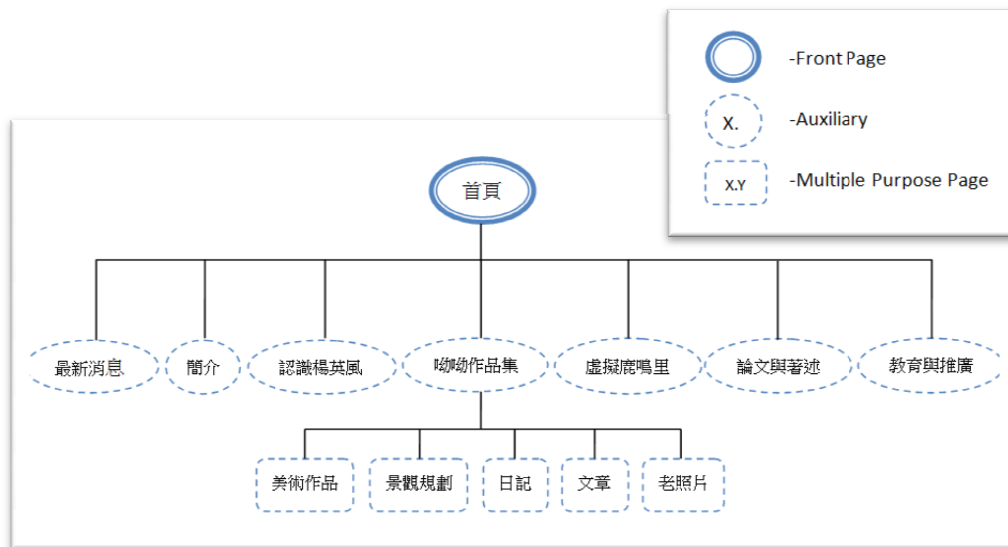 -Front Page
X.
-Auxiliary
X.Y
-Multiple Purpose Page
首頁
最新消息
簡介
認識楊英風
呦呦作品集
虛擬鹿鳴里
論文與著述
教育與推廣
美術作品
景觀規劃
日記
文章
老照片